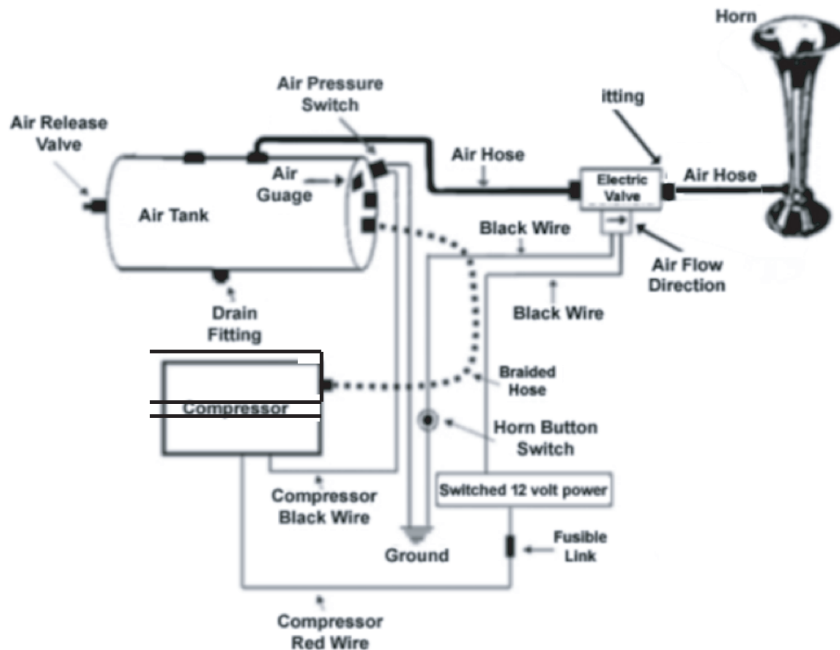 Horn
Air Pressure
Switch
itting
Air Release
Valve
Air Hose
Air
Guage
Electric
Valve
Air Hose
Air Tank
Black Wire
Air Flow
Direction
Black Wire
Drain
Fitting
Braided
Hose
Compressor
Horn Button
Switch
Switched 12 volt power
Compressor
Black Wire
Ground
Fusible
Link
Compressor
Red Wire